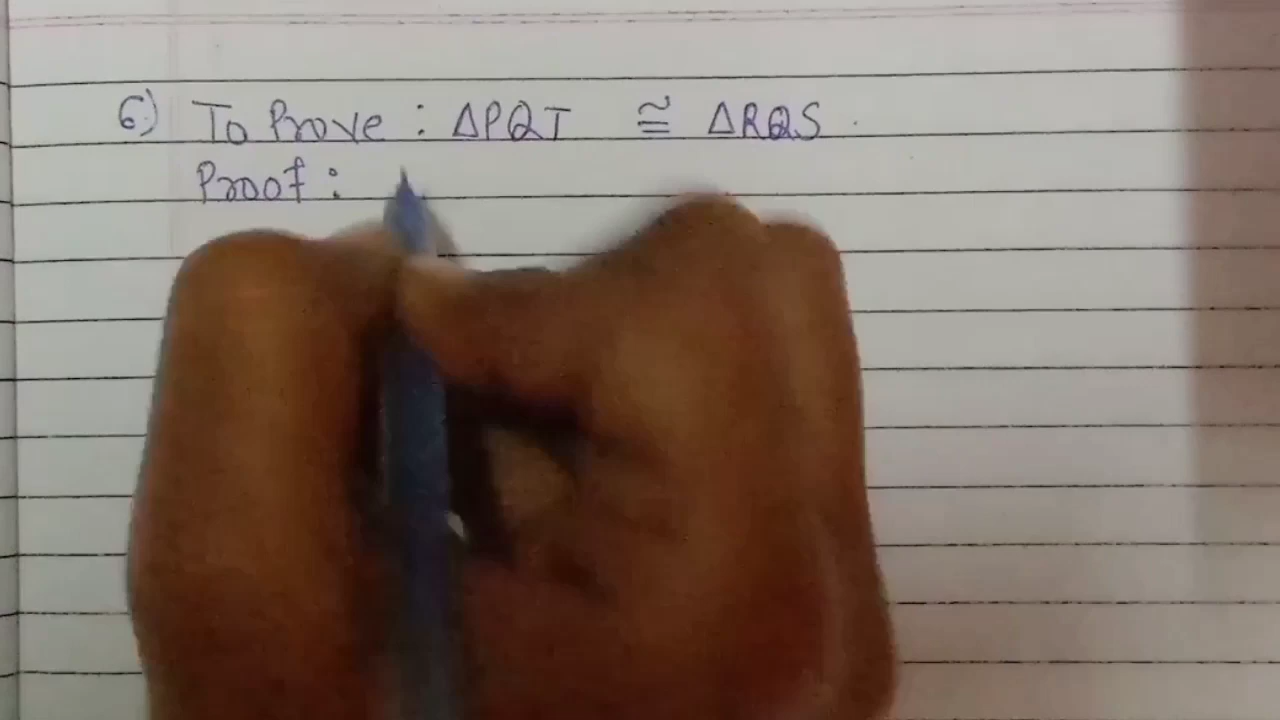 6) To Prove : ΔPQT ≅ ΔRQS .
Proof :